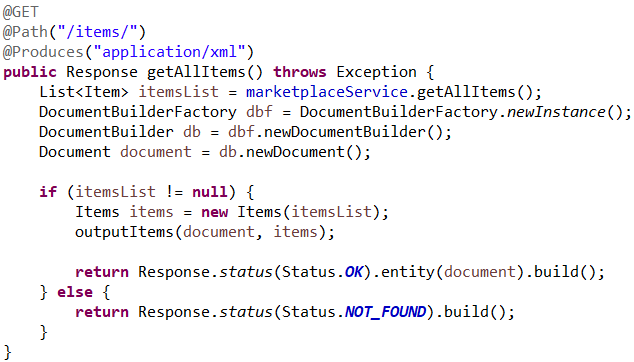 @GET
@Path("/items/")
@Produces("application/xml")
public Response getAllItems() throws Exception {
    List<Item> itemsList = marketplaceService.getAllItems();
    DocumentBuilderFactory dbf = DocumentBuilderFactory.newInstance();
    DocumentBuilder db = dbf.newDocumentBuilder();
    Document document = db.newDocument();

    if (itemsList != null) {
        Items items = new Items(itemsList);
        outputItems(document, items);

        return Response.status(Status.OK).entity(document).build();
    } else {
        return Response.status(Status.NOT_FOUND).build();
    }
}